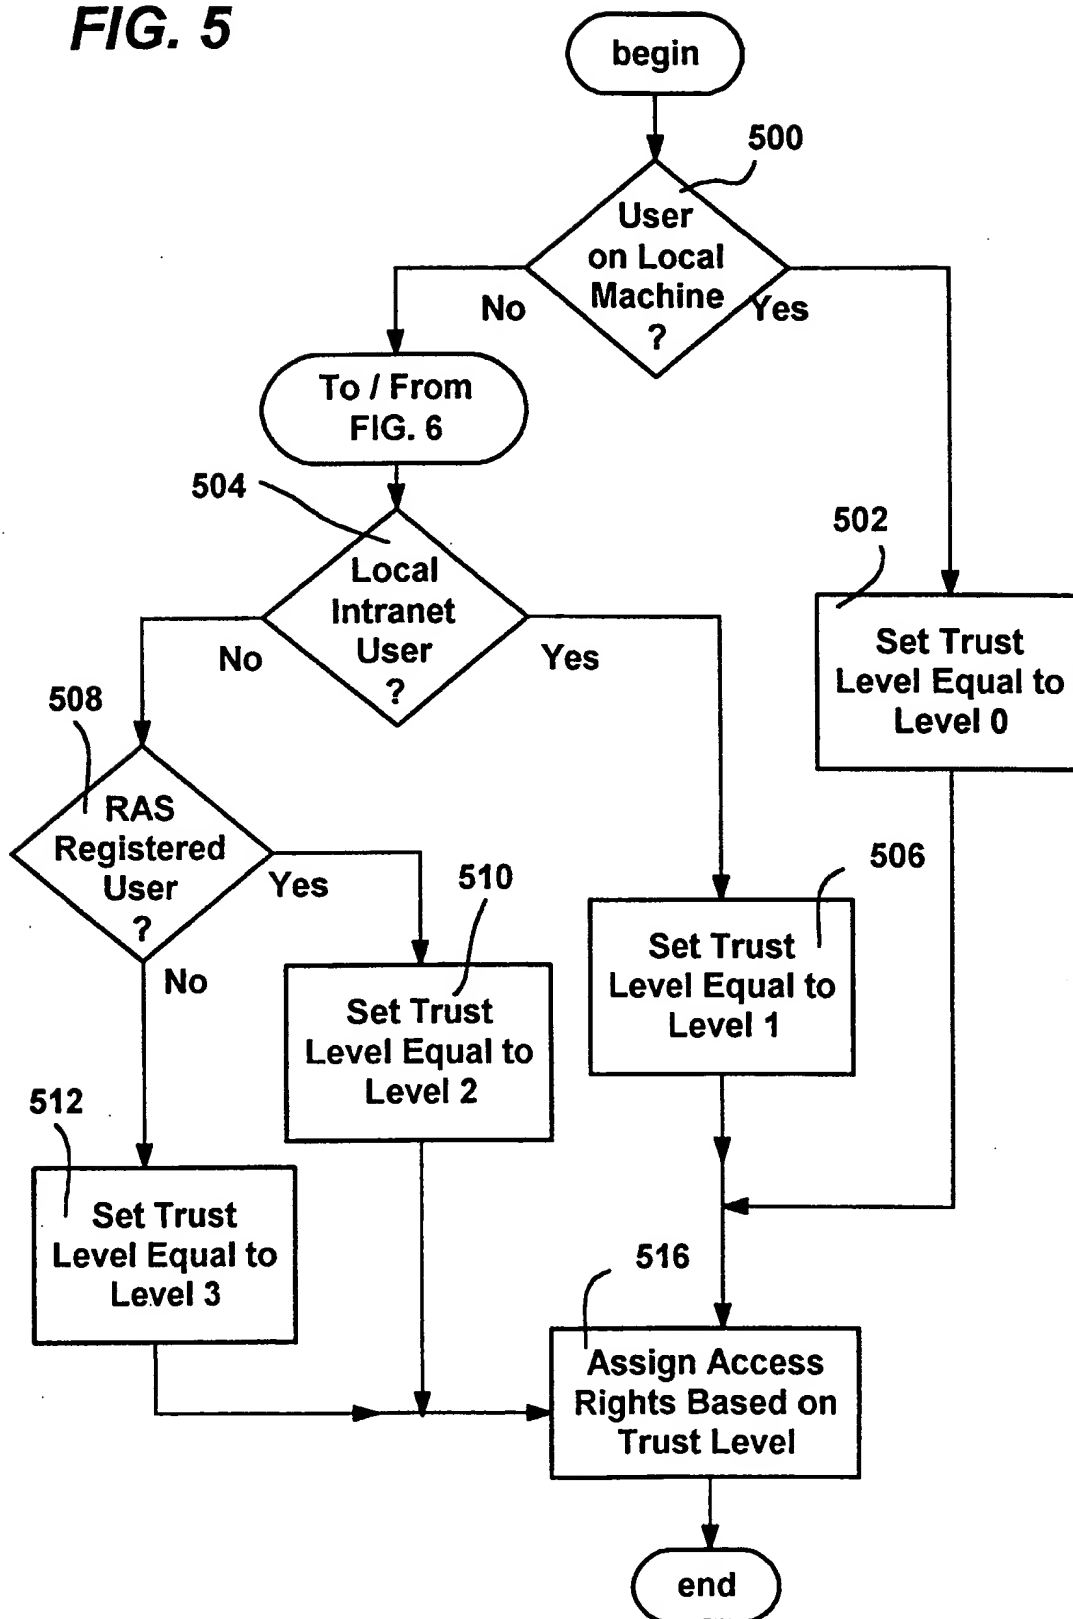 FIG. 5
begin
500
User
on Local
Machine
?
No
Yes
To / From
FIG. 6
504
502
Local
Intranet
User
?
No
Yes
Set Trust
Level Equal to
Level 0
508
RAS
Registered
User
?
Yes
No
510
506
Set Trust
Level Equal to
Level 1
Set Trust
Level Equal to
Level 2
512
Set Trust
Level Equal to
Level 3
516
Assign Access
Rights Based on
Trust Level
end